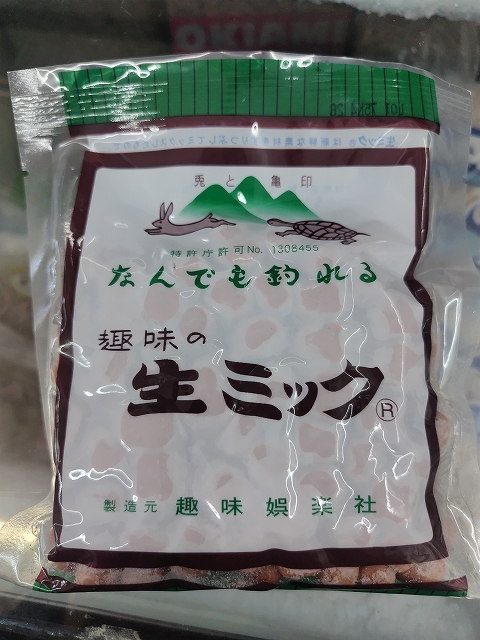 OKIAMI
兎と亀印
特許庁許可No. 1308455
なんでも釣れる
趣味の
生ミック
R
製造元 趣味娯楽社